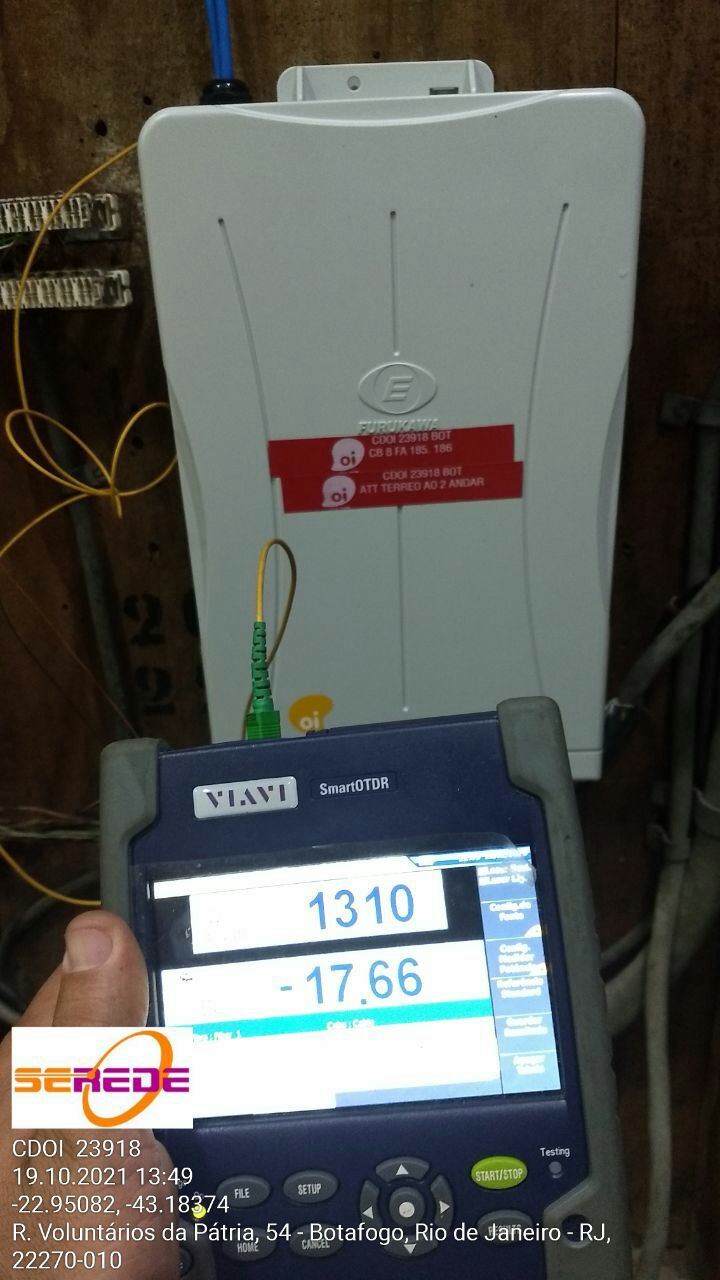 E
FURUKAWA
CDOI 23918 BOT
oi CB 8 FA 185. 186
CDOI 23918 BOT
oi ATT TERREO AO 2 ANDAR
oi
VIAVI SmartOTDR
1310
-17.66
Testing
START/STOP
FILE SETUP
HOME CANCEL RESULTS
SEREDE
CDOI 23918
19.10.2021 13:49
-22.95082, -43.18374
R. Voluntários da Pátria, 54 - Botafogo, Rio de Janeiro - RJ,
22270-010